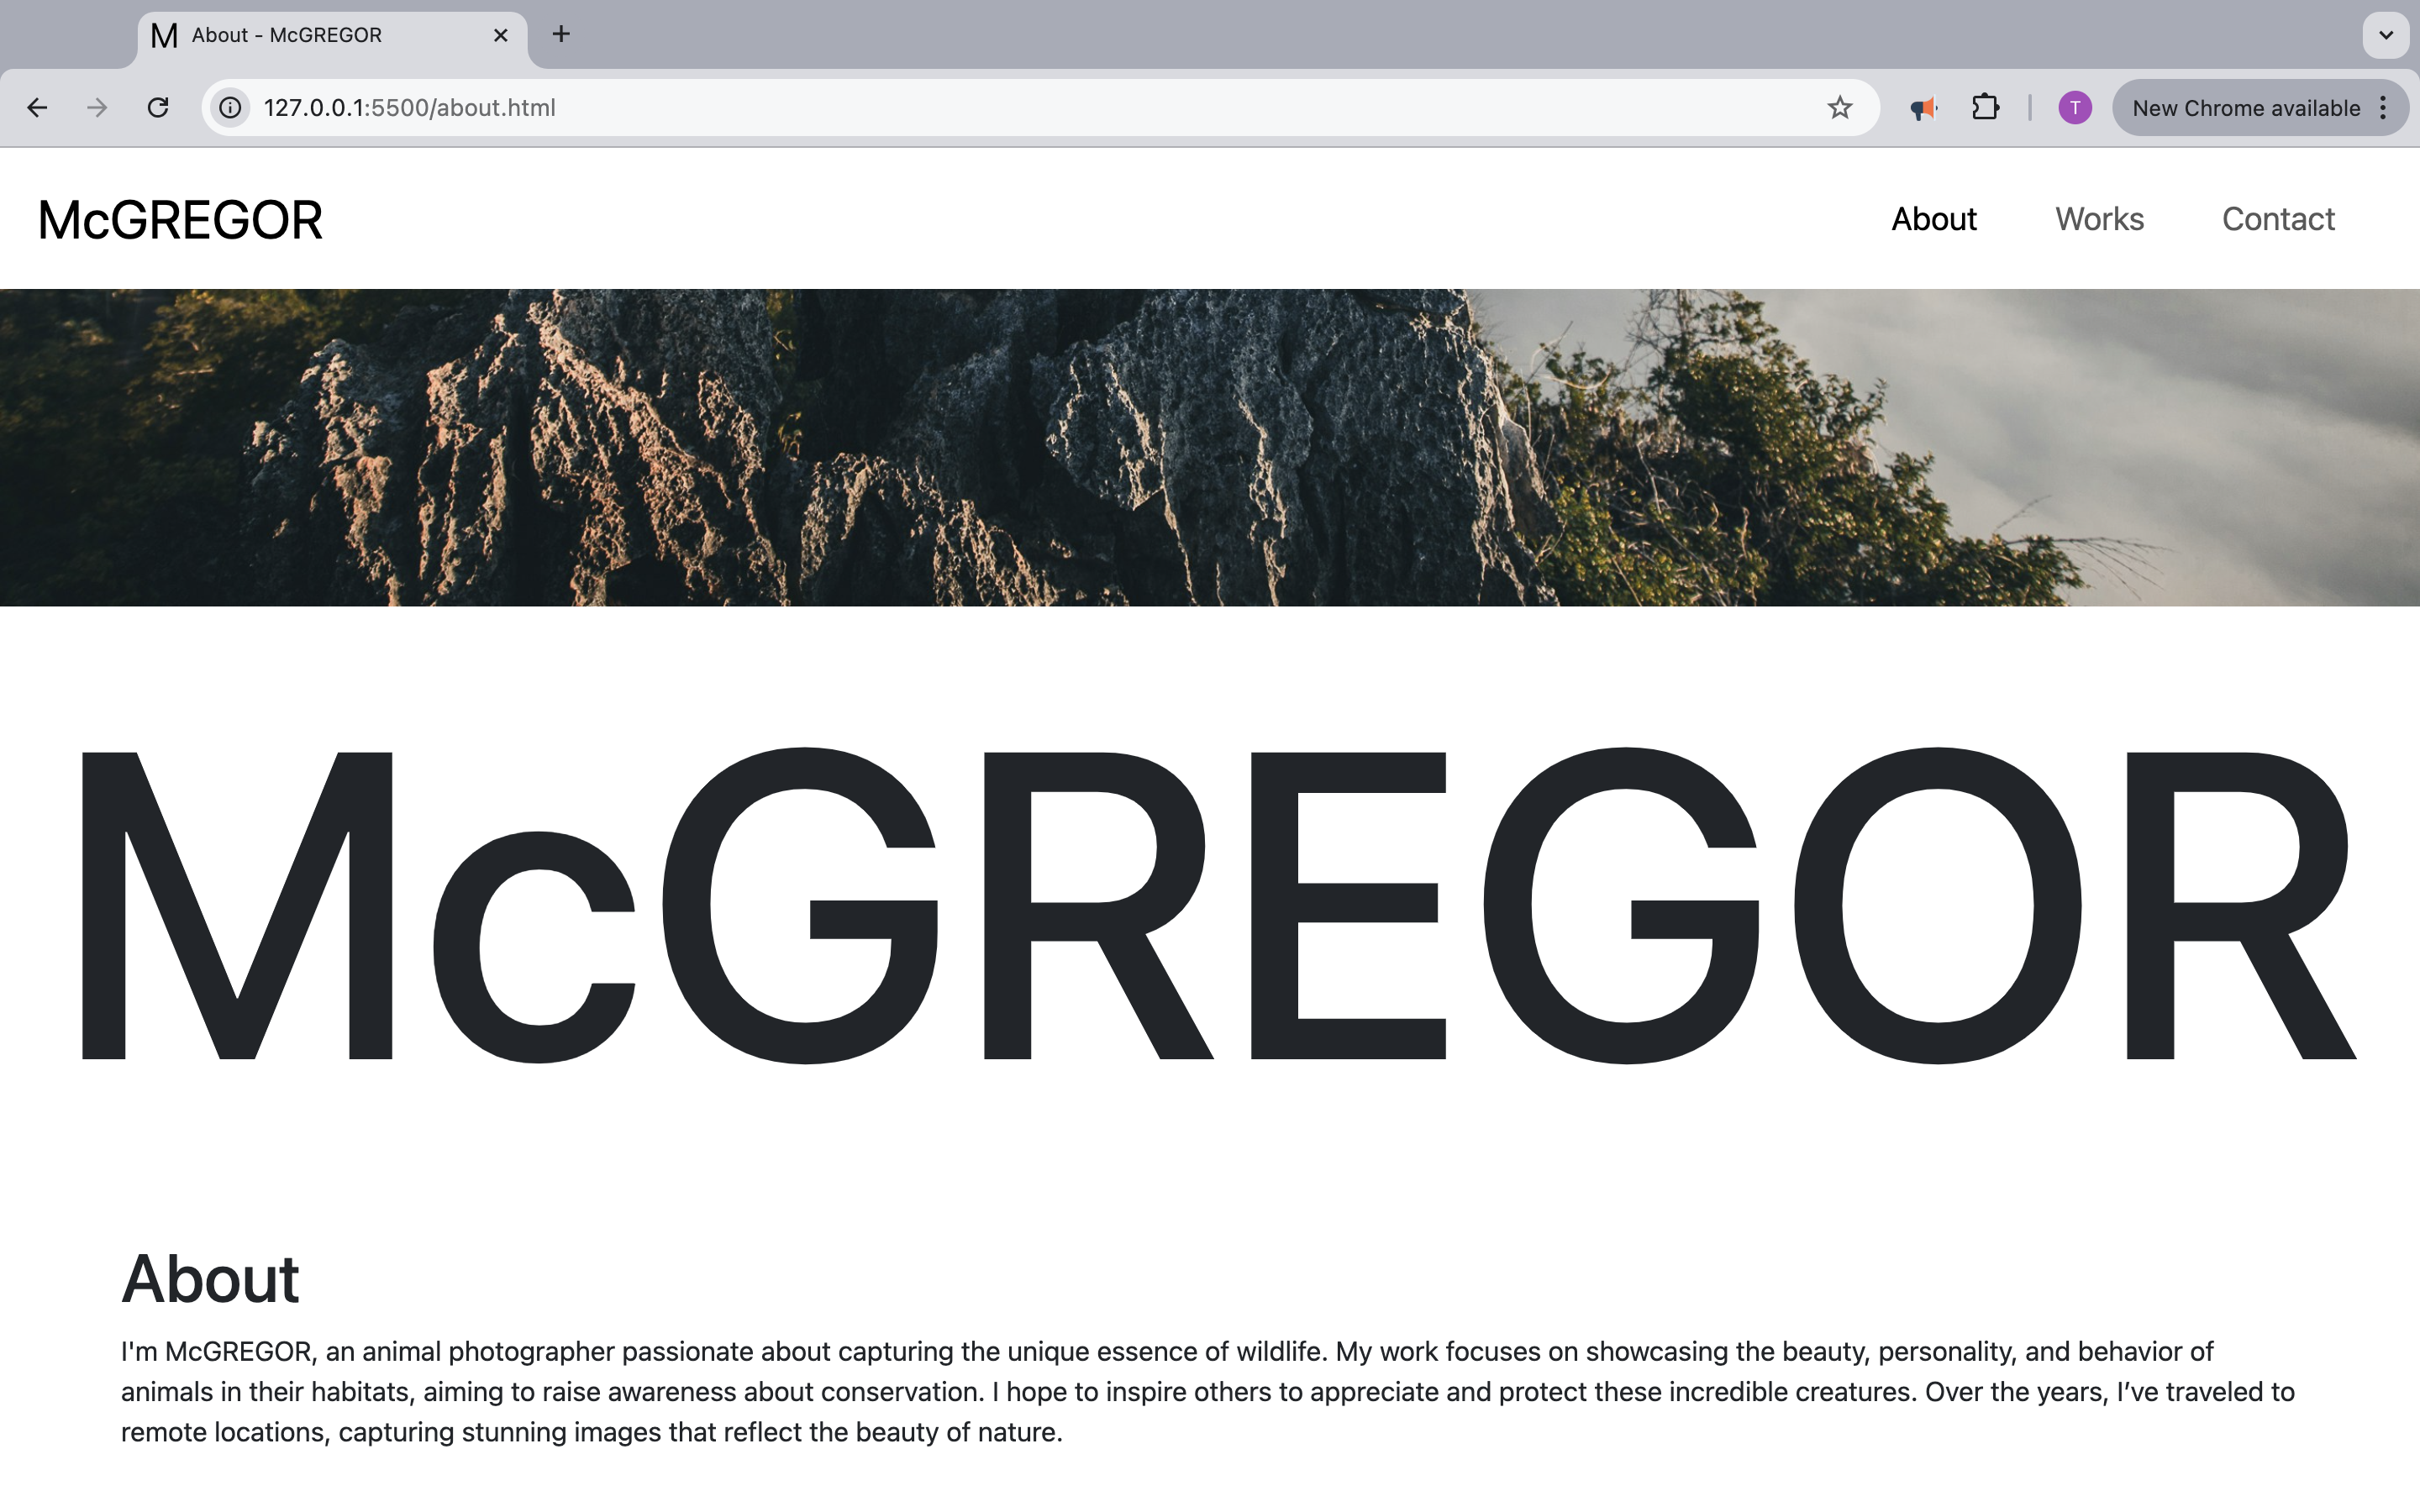 M About - McGREGOR
127.0.0.1:5500/about.html
T
New Chrome available
McGREGOR
About Works Contact
McGREGOR
About
I'm McGREGOR, an animal photographer passionate about capturing the unique essence of wildlife. My work focuses on showcasing the beauty, personality, and behavior of
animals in their habitats, aiming to raise awareness about conservation. I hope to inspire others to appreciate and protect these incredible creatures. Over the years, I’ve traveled to
remote locations, capturing stunning images that reflect the beauty of nature.